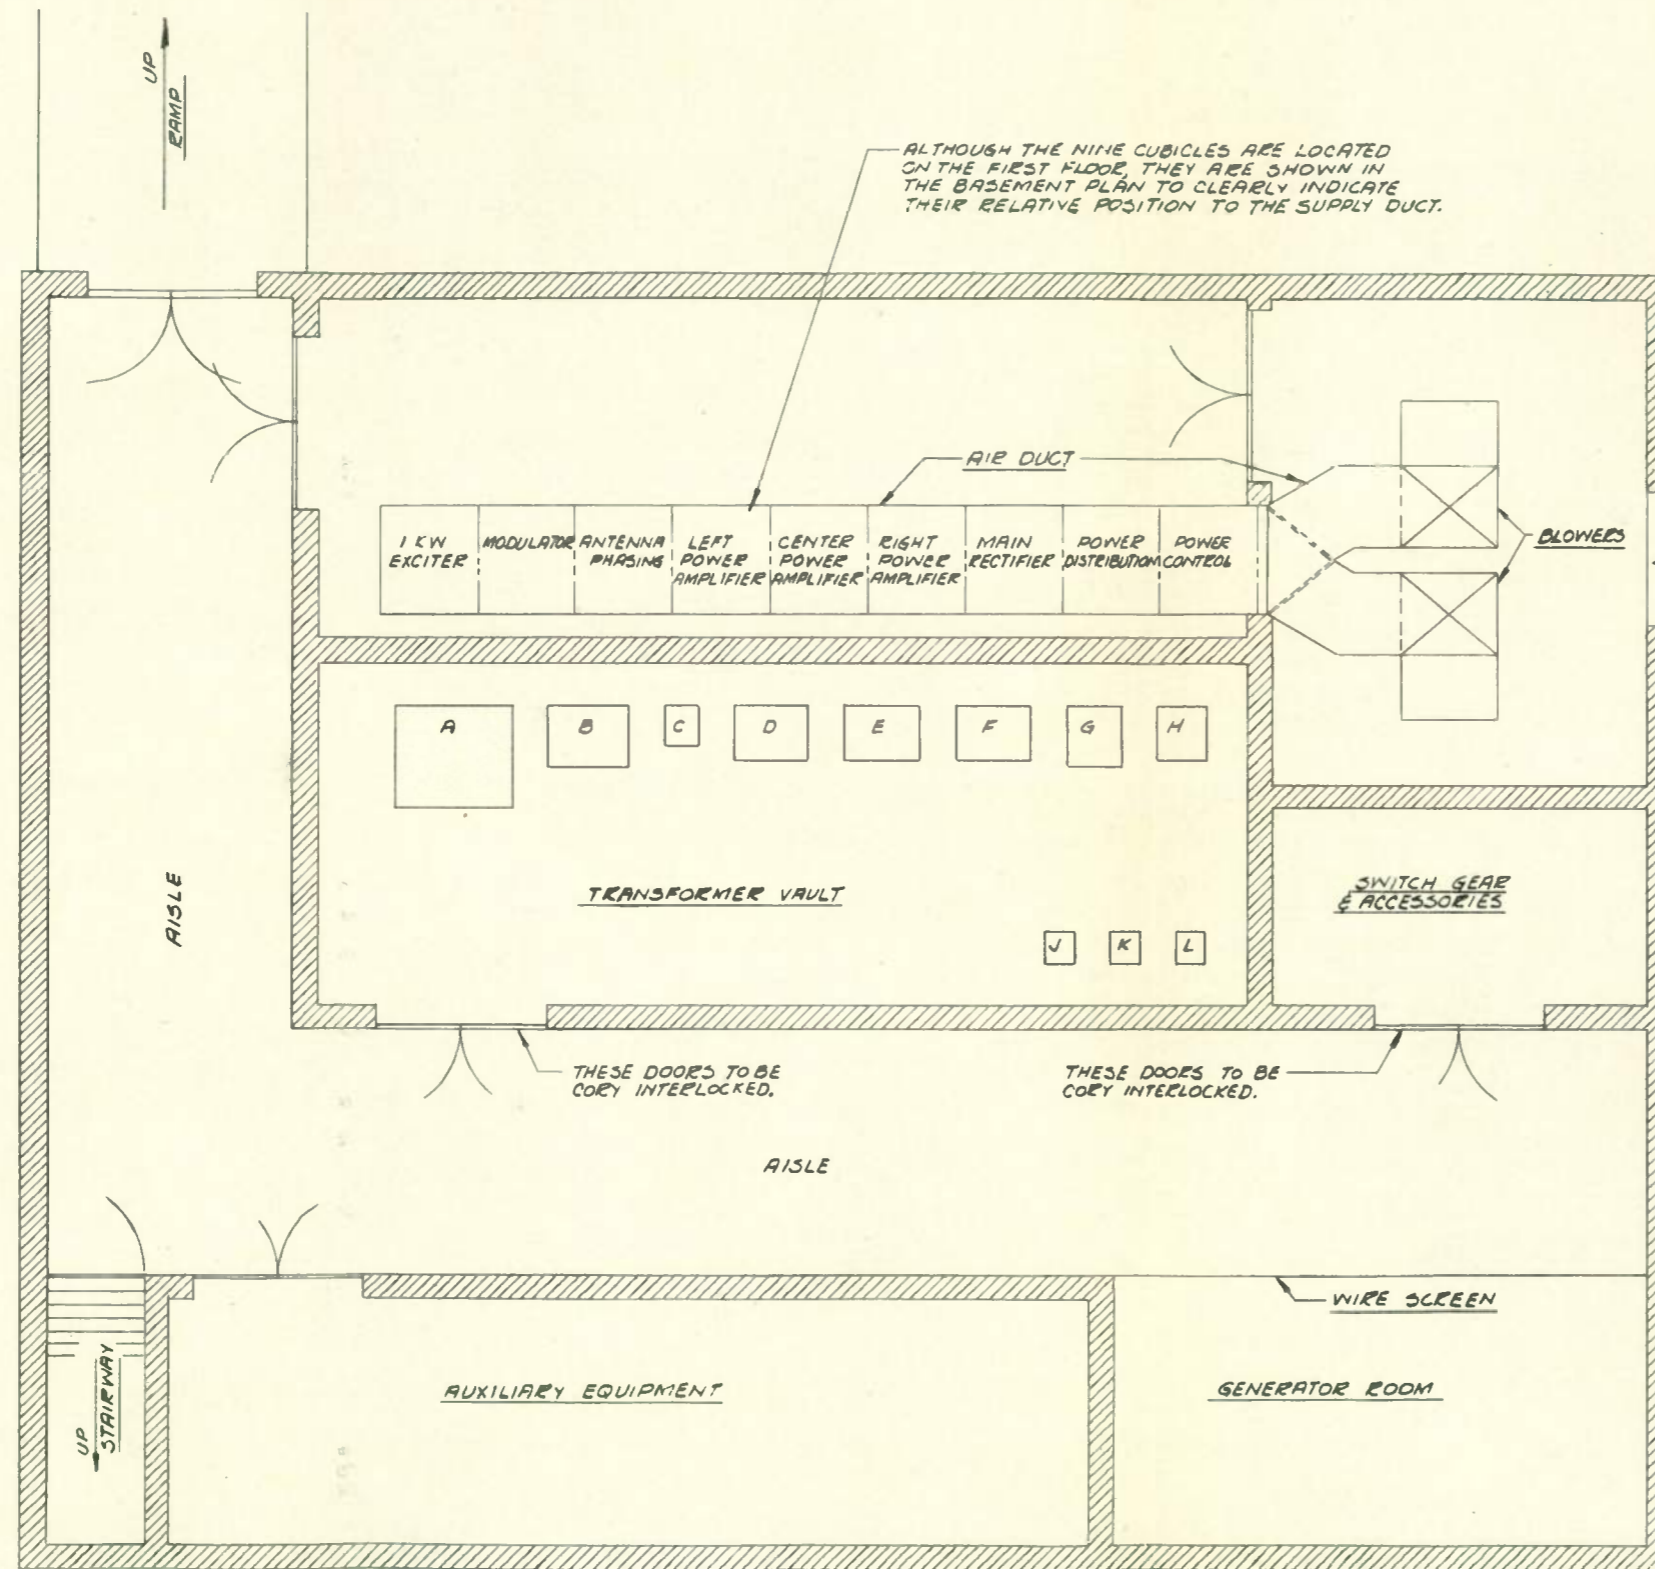 UP
RAMP
ALTHOUGH THE NINE CUBICLES ARE LOCATED
ON THE FIRST FLOOR, THEY ARE SHOWN IN
THE BASEMENT PLAN TO CLEARLY INDICATE
THEIR RELATIVE POSITION TO THE SUPPLY DUCT.
AIR DUCT
BLOWERS
1 KW
EXCITER
MODULATOR
ANTENNA
PHASING
LEFT
POWER
AMPLIFIER
CENTER
POWER
AMPLIFIER
RIGHT
POWER
AMPLIFIER
MAIN
RECTIFIER
POWER
DISTRIBUTION
POWER
CONTROL
A
B
C
D
E
F
G
H
AISLE
TRANSFORMER VAULT
SWITCH GEAR
& ACCESSORIES
J
K
L
THESE DOORS TO BE
CORY INTERLOCKED.
THESE DOORS TO BE
CORY INTERLOCKED.
AISLE
WIRE SCREEN
UP
STAIRWAY
AUXILIARY EQUIPMENT
GENERATOR ROOM